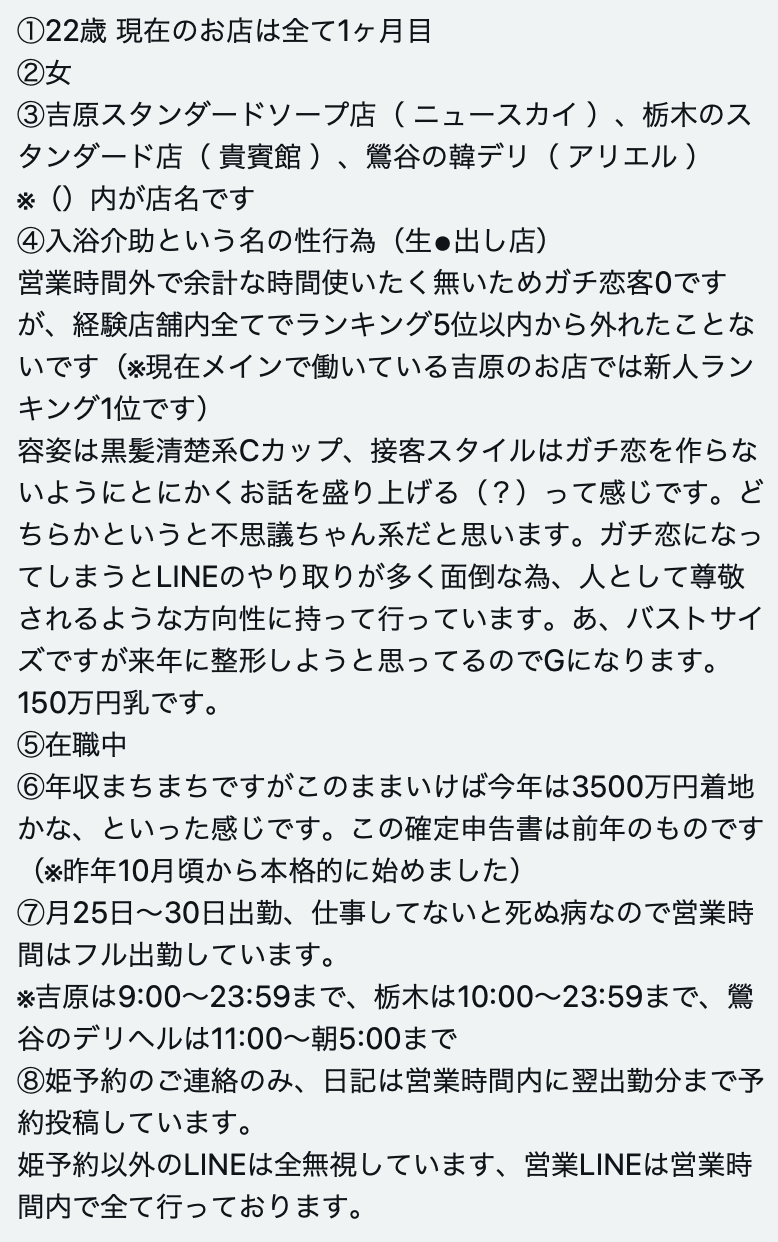 ①22歳 現在のお店は全て1ヶ月目
②女
③吉原スタンダードソープ店（ ニュースカイ ）、栃木のス
タンダード店（ 貴賓館 ）、鶯谷の韓デリ（ アリエル ）
※（）内が店名です
④入浴介助という名の性行為（生●出し店）
営業時間外で余計な時間使いたく無いためガチ恋客0です
が、経験店舗内全てでランキング5位以内から外れたことな
いです（※現在メインで働いている吉原のお店では新人ラン
キング1位です）
容姿は黒髪清楚系Cカップ、接客スタイルはガチ恋を作らな
いようにとにかくお話を盛り上げる（？）って感じです。ど
ちらかというと不思議ちゃん系だと思います。ガチ恋になっ
てしまうとLINEのやり取りが多く面倒な為、人として尊敬
されるような方向性に持って行っています。あ、バストサイ
ズですが来年に整形しようと思ってるのでGになります。
150万円乳です。
⑤在職中
⑥年収まちまちですがこのままいけば今年は3500万円着地
かな、といった感じです。この確定申告書は前年のものです
（※昨年10月頃から本格的に始めました）
⑦月25日〜30日出勤、仕事してないと死ぬ病なので営業時
間はフル出勤しています。
※吉原は9:00〜23:59まで、栃木は10:00〜23:59まで、鶯
谷のデリヘルは11:00〜朝5:00まで
⑧姫予約のご連絡のみ、日記は営業時間内に翌出勤分まで予
約投稿しています。
姫予約以外のLINEは全無視しています、営業LINEは営業時
間内で全て行っております。